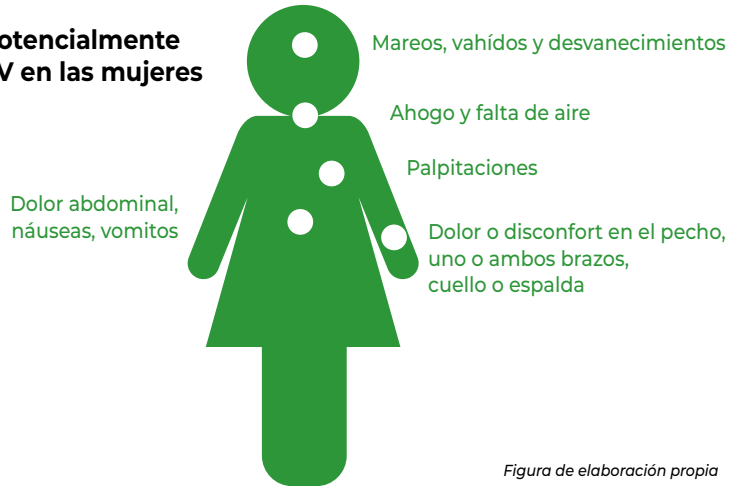 otencialmente
V en las mujeres
Mareos, vahídos y desvanecimientos
Ahogo y falta de aire
Palpitaciones
Dolor abdominal,
náuseas, vomitos
Dolor o disconfort en el pecho,
uno o ambos brazos,
cuello o espalda
Figura de elaboración propia